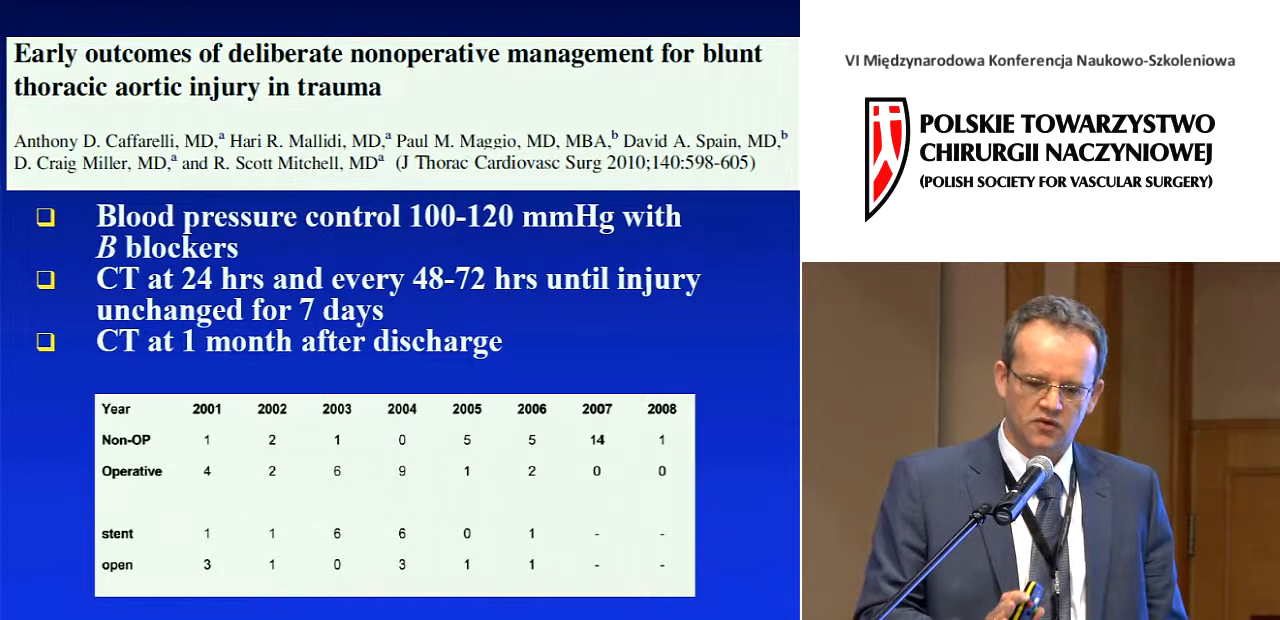 Early outcomes of deliberate nonoperative management for blunt
thoracic aortic injury in trauma
Anthony D. Caffarelli, MD,a Hari R. Mallidi, MD,a Paul M. Maggio, MD, MBA,b David A. Spain, MD,b
D. Craig Miller, MD,a and R. Scott Mitchell, MDa (J Thorac Cardiovasc Surg 2010;140:598-605)
❑ Blood pressure control 100-120 mmHg with
B blockers
❑ CT at 24 hrs and every 48-72 hrs until injury
unchanged for 7 days
❑ CT at 1 month after discharge
Year 2001 2002 2003 2004 2005 2006 2007 2008
Non-OP 1 2 1 0 5 5 14 1
Operative 4 2 6 9 1 2 0 0
stent 1 1 6 6 0 1 - -
open 3 1 0 3 1 1 - -
VI Międzynarodowa Konferencja Naukowo-Szkoleniowa
POLSKIE TOWARZYSTWO
CHIRURGII NACZYNIOWEJ
(POLISH SOCIETY FOR VASCULAR SURGERY)